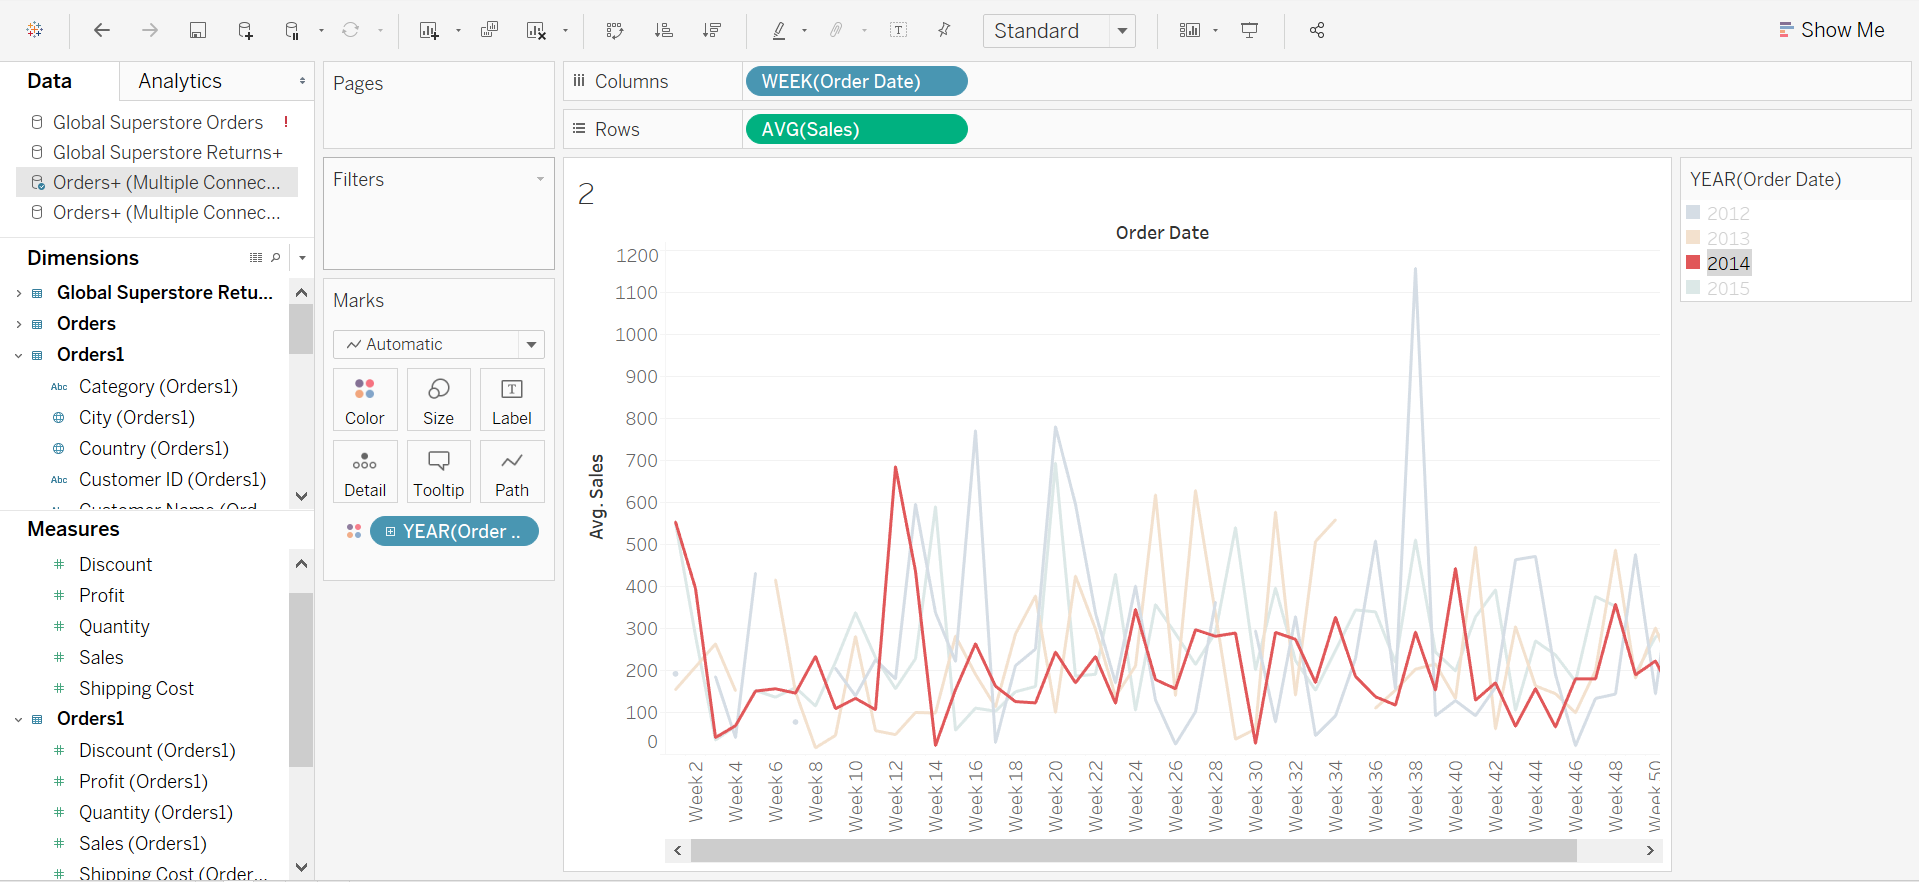 Standard
Show Me
Data
Analytics
Global Superstore Orders !
Global Superstore Returns+
Orders+ (Multiple Connec...
Orders+ (Multiple Connec...
Dimensions
Global Superstore Retu...
Orders
Orders1
Abc Category (Orders1)
City (Orders1)
Country (Orders1)
Abc Customer ID (Orders1)
Measures
# Discount
# Profit
# Quantity
# Sales
# Shipping Cost
Orders1
# Discount (Orders1)
# Profit (Orders1)
# Quantity (Orders1)
# Sales (Orders1)
# Shipping Cost (Order...
Pages
Filters
Marks
Automatic
Color
Size
T
Label
Detail
Tooltip
Path
YEAR(Order ..
Columns
WEEK(Order Date)
Rows
AVG(Sales)
2
Order Date
1200
1100
1000
900
800
700
600
500
400
300
200
100
0
Avg. Sales
Week 2
Week 4
Week 6
Week 8
Week 10
Week 12
Week 14
Week 16
Week 18
Week 20
Week 22
Week 24
Week 26
Week 28
Week 30
Week 32
Week 34
Week 36
Week 38
Week 40
Week 42
Week 44
Week 46
Week 48
Week 50
YEAR(Order Date)
2012
2013
2014
2015